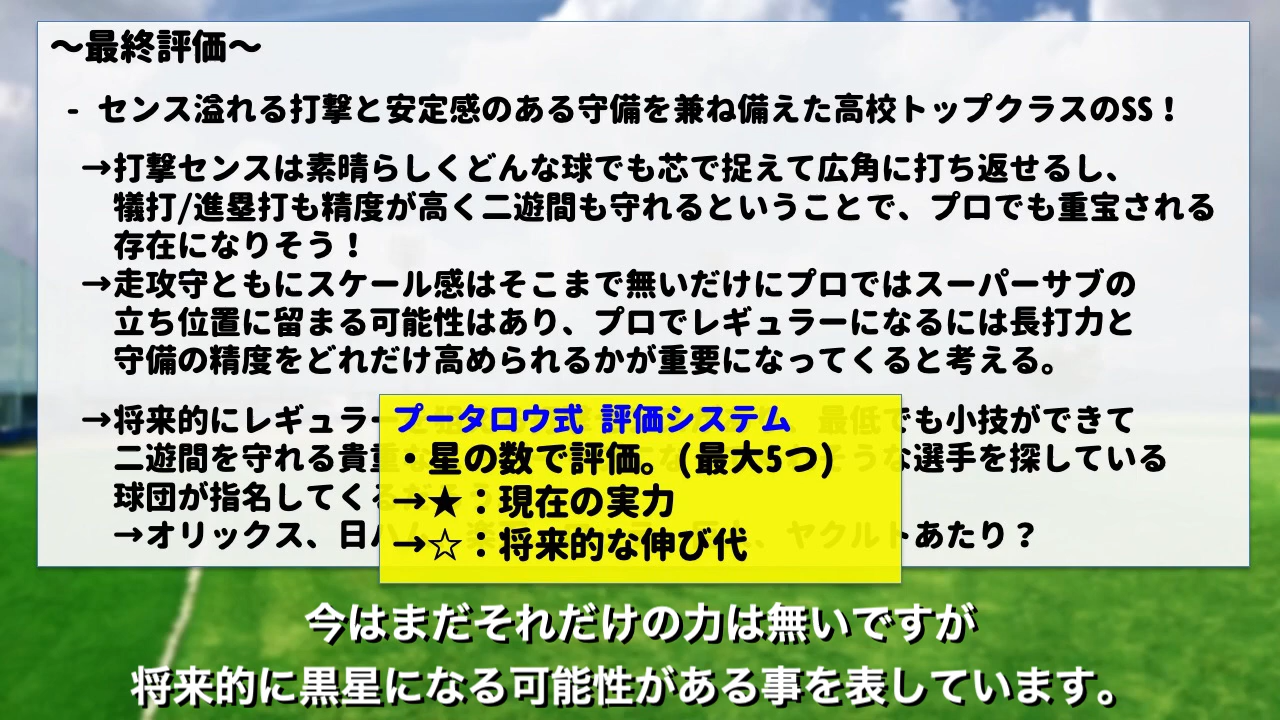 ～最終評価～
- センス溢れる打撃と安定感のある守備を兼ね備えた高校トップクラスのSS！
→打撃センスは素晴らしくどんな球でも芯で捉えて広角に打ち返せるし、
犠打/進塁打も精度が高く二遊間も守れるということで、プロでも重宝される
存在になりそう！
→走攻守ともにスケール感はそこまで無いだけにプロではスーパーサブの
立ち位置に留まる可能性はあり、プロでレギュラーになるには長打力と
守備の精度をどれだけ高められるかが重要になってくると考える。
→将来的にレギュラー 最低でも小技ができて
二遊間を守れる貴重な そうな選手を探している
球団が指名してくる
→オリックス、日ハム、 ヤクルトあたり？
プータロウ式 評価システム
・星の数で評価。(最大5つ)
→★：現在の実力
→☆：将来的な伸び代
今はまだそれだけの力は無いですが
将来的に黒星になる可能性がある事を表しています。